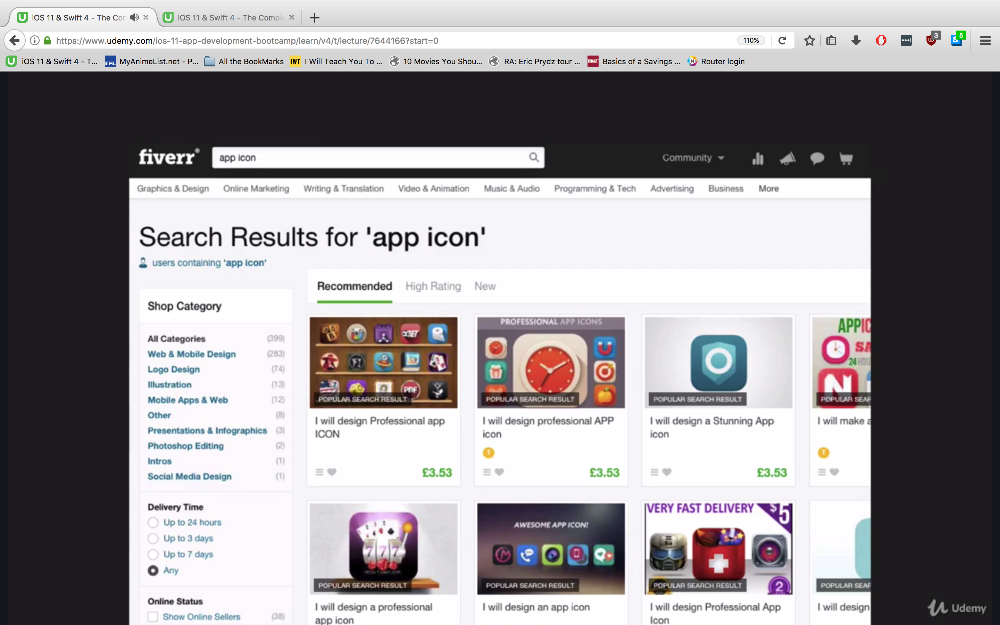 iOS 11 & Swift 4 - The Con
iOS 11 & Swift 4 - The Comple
https://www.udemy.com/ios-11-app-development-bootcamp/learn/v4/t/lecture/7644166?start=0
110%
3
5
iOS 11 & Swift 4 - T...
MyAnimeList.net - P...
All the BookMarks
IWT I Will Teach You To ...
10 Movies You Shou...
RA: Eric Prydz tour ...
Basics of a Savings ...
Router login
fiverr®
app icon
Community
Graphics & Design
Online Marketing
Writing & Translation
Video & Animation
Music & Audio
Programming & Tech
Advertising
Business
More
Search Results for 'app icon'
users containing 'app icon'
Recommended
High Rating
New
Shop Category
All Categories (399)
Web & Mobile Design (283)
Logo Design (74)
Illustration (13)
Mobile Apps & Web (12)
Other (8)
Presentations & Infographics (3)
Photoshop Editing (2)
Intros (1)
Social Media Design (1)
Delivery Time
Up to 24 hours
Up to 3 days
Up to 7 days
Any
Online Status
Show Online Sellers (38)
PDF
POPULAR SEARCH RESULT
I will design Professional app
ICON
£3.53
PROFESSIONAL APP ICONS
POPULAR SEARCH RESULT
I will design professional APP
icon
T
£3.53
POPULAR SEARCH RESULT
I will design a Stunning App
icon
£3.53
APPIC
SA
24 HOU
N
POPULAR SEAR
I will make a
T
777
POPULAR SEARCH RESULT
I will design a professional
app icon
AWESOME APP ICON!
POPULAR SEARCH RESULT
I will design an app icon
VERY FAST DELIVERY
$5
POPULAR SEARCH RESULT
2
I will design Professional App
Icon
POPULAR SEAR
I will design
Udemy